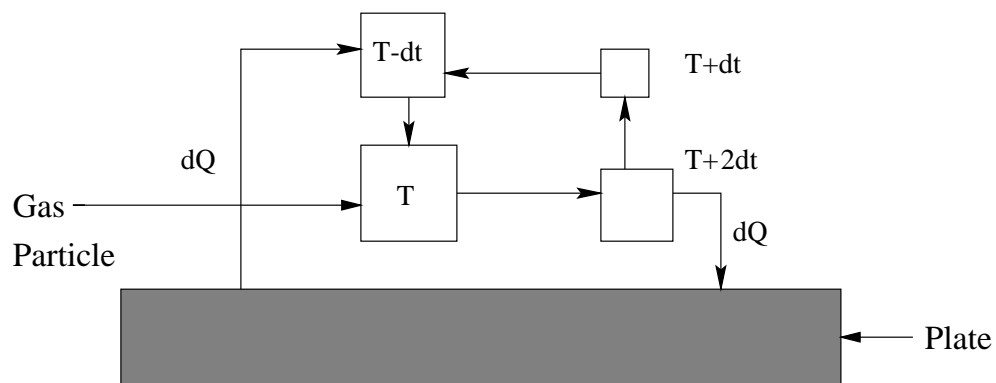 T-dt
T+dt
dQ
T+2dt
T
Gas
Particle
dQ
Plate